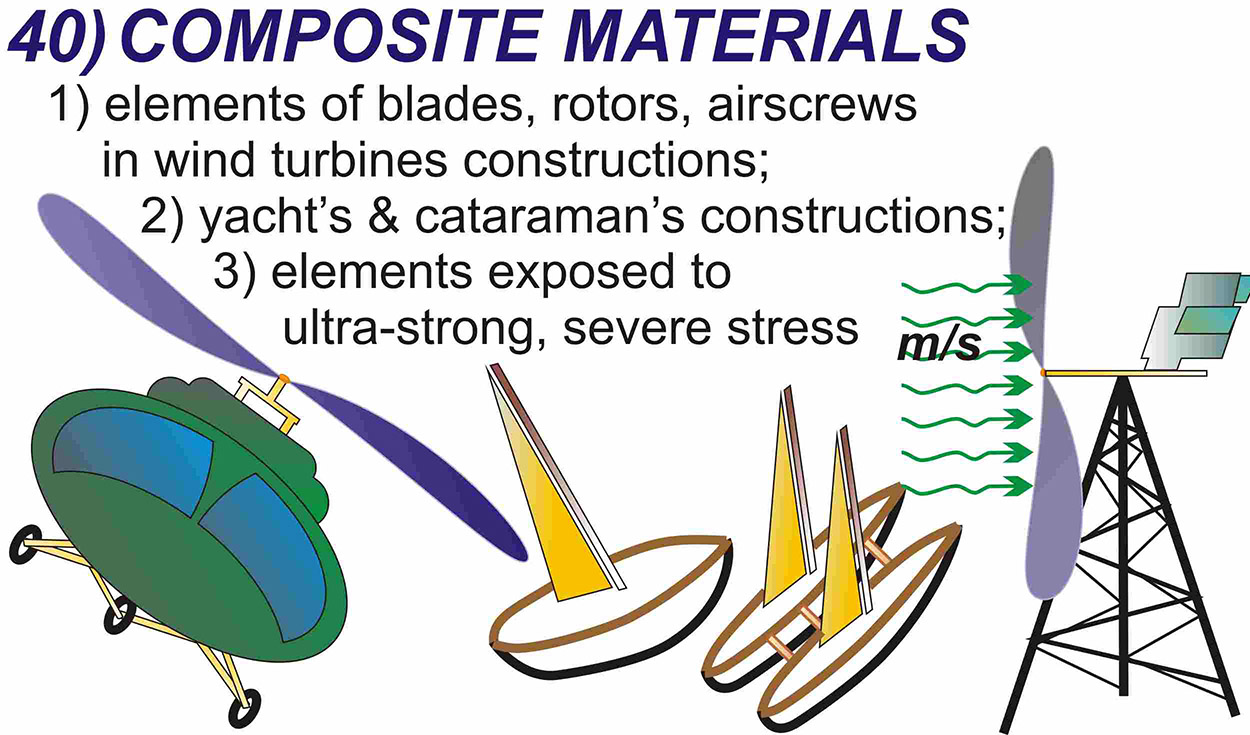 40) COMPOSITE MATERIALS
1) elements of blades, rotors, airscrews
in wind turbines constructions;
2) yacht's & cataraman's constructions;
3) elements exposed to
ultra-strong, severe stress
m/s